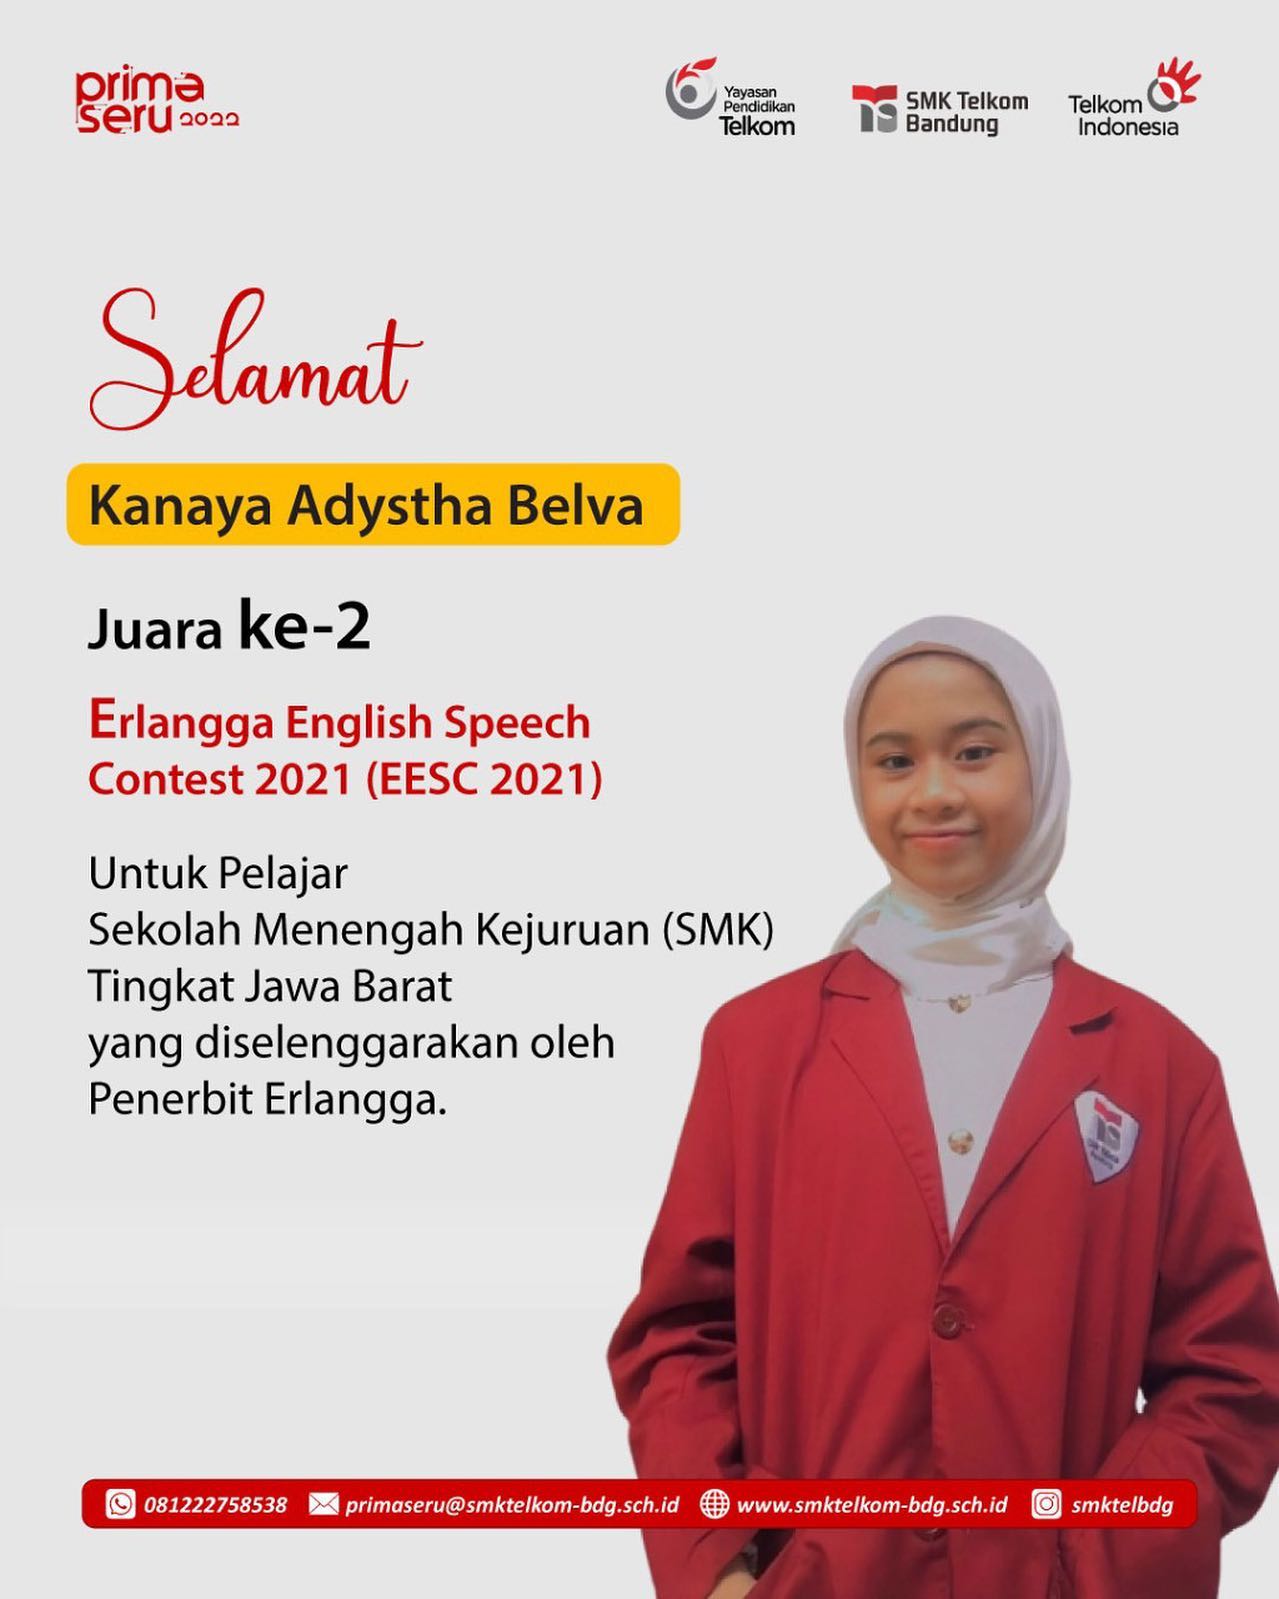 prima
seru 2022
Yayasan
Pendidikan
Telkom
SMK Telkom
Bandung
Telkom
Indonesia
Selamat
Kanaya Adystha Belva
Juara ke-2
Erlangga English Speech
Contest 2021 (EESC 2021)
Untuk Pelajar
Sekolah Menengah Kejuruan (SMK)
Tingkat Jawa Barat
yang diselenggarakan oleh
Penerbit Erlangga.
081222758538 primaseru@smktelkom-bdg.sch.id www.smktelkom-bdg.sch.id smktelbdg